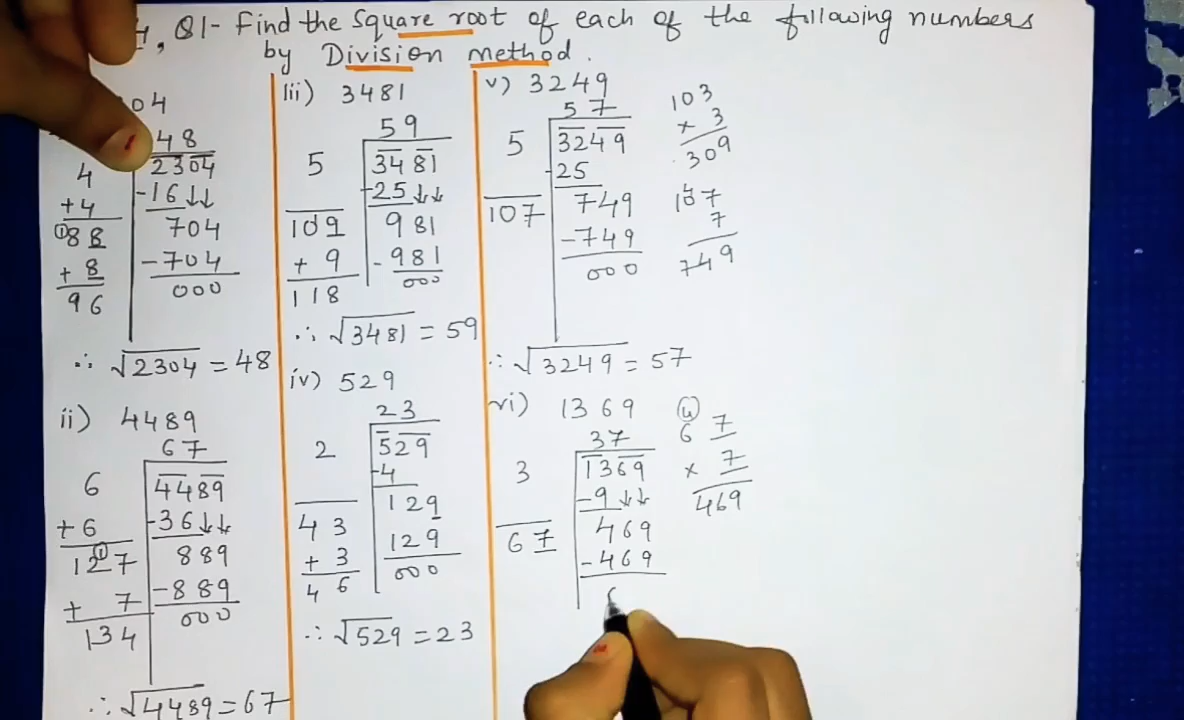 Q1- Find the Square root of each of the following numbers
by Division method.
04
48
4 2304
+4 -16↓↓
88 704
+ 8 -704
96 000
∴ √2304 = 48
ii) 4489
67
6 4489
+6 -36↓↓
127 889
+ 7 -889
134 000
∴ √4489 = 67
iii) 3481
59
5 3481
-25↓↓
109 981
+ 9 -981
118 000
∴ √3481 = 59
iv) 529
23
2 529
-4
129
43 129
+ 3 000
46
∴ √529 = 23
v) 3249
57
5 3249
-25
107 749
-749
000
103
× 3
309
107
7
749
∴ √3249 = 57
vi) 1369
37
3 1369
-9↓↓
67 469
-469
67
× 7
469